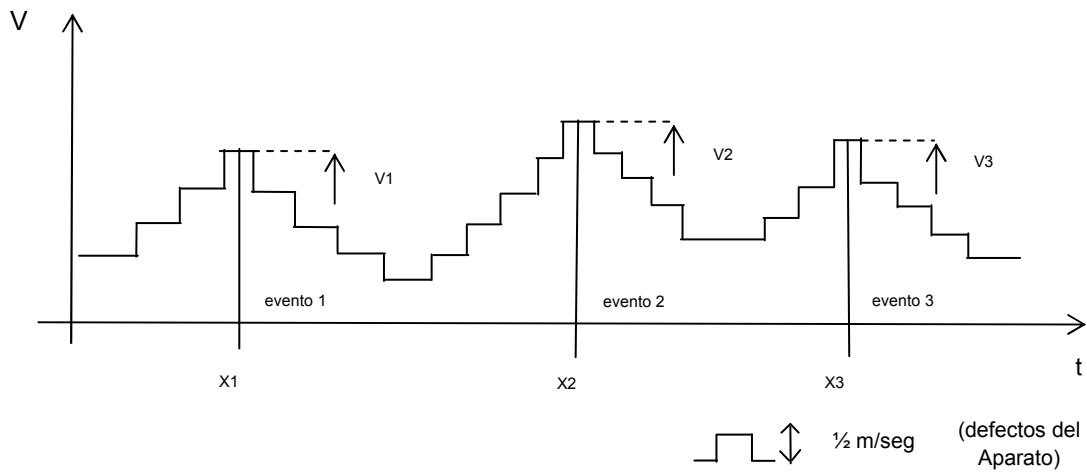 V
V1
V2
V3
evento 1
evento 2
evento 3
t
X1
X2
X3
½ m/seg
(defectos del
Aparato)